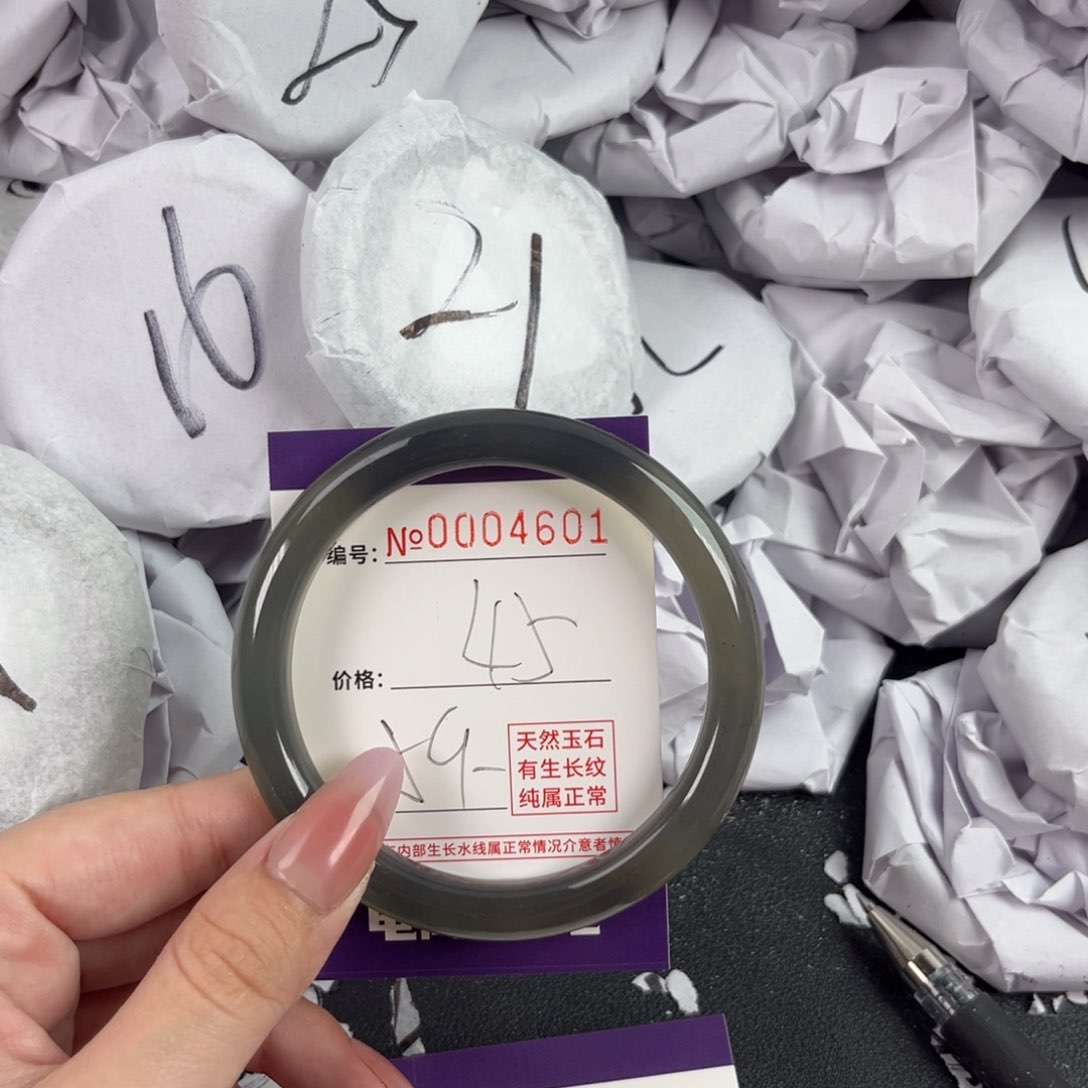 16
21
编号: №0004601
45
价格:
59-
天然玉石
有生长纹
纯属正常
内部生长水线属正常情况介意者慎